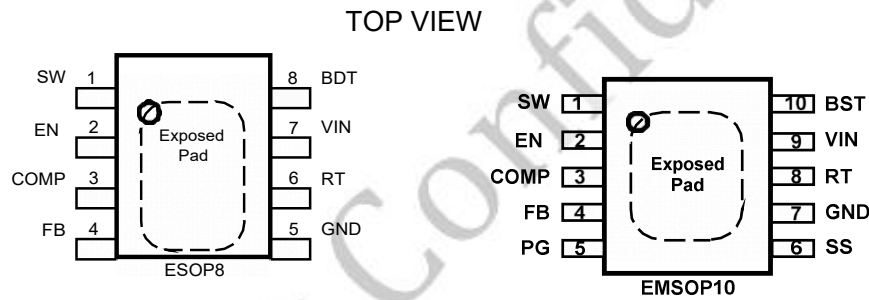 TOP VIEW
SW 1 8 BDT
EN 2 7 VIN
COMP 3 6 RT
FB 4 5 GND
Exposed
Pad
ESOP8
SW 1 10 BST
EN 2 9 VIN
COMP 3 8 RT
FB 4 7 GND
PG 5 6 SS
Exposed
Pad
EMSOP10